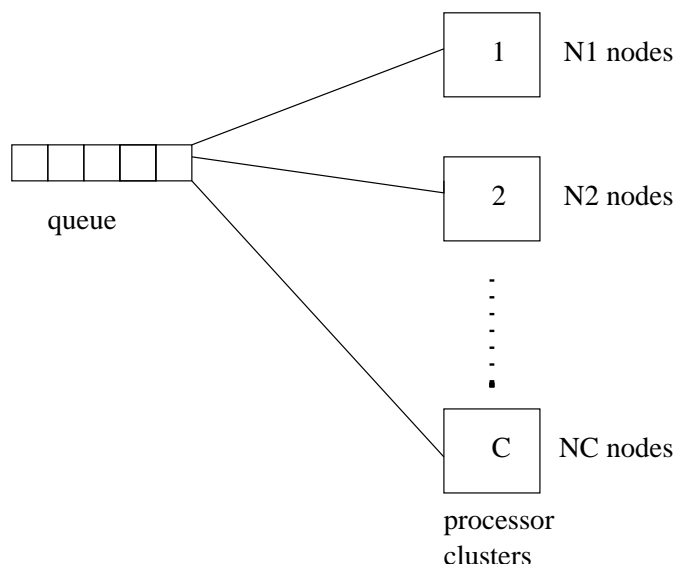 1 N1 nodes
2 N2 nodes
queue
C NC nodes
processor
clusters